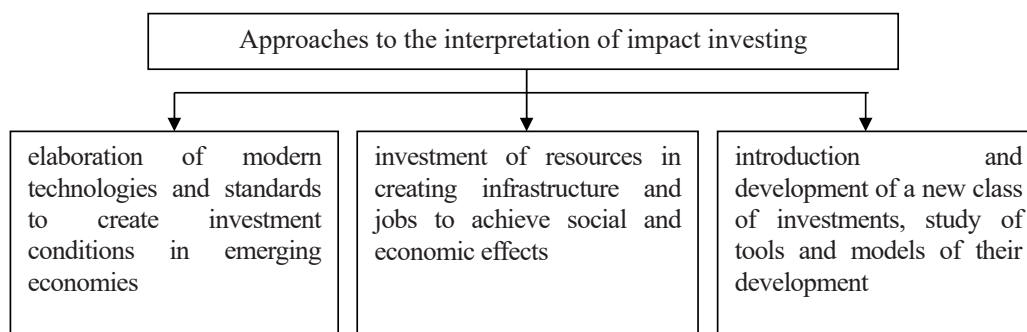 Approaches to the interpretation of impact investing
elaboration of modern
technologies and standards
to create investment
conditions in emerging
economies
investment of resources in
creating infrastructure and
jobs to achieve social and
economic effects
introduction and
development of a new class
of investments, study of
tools and models of their
development